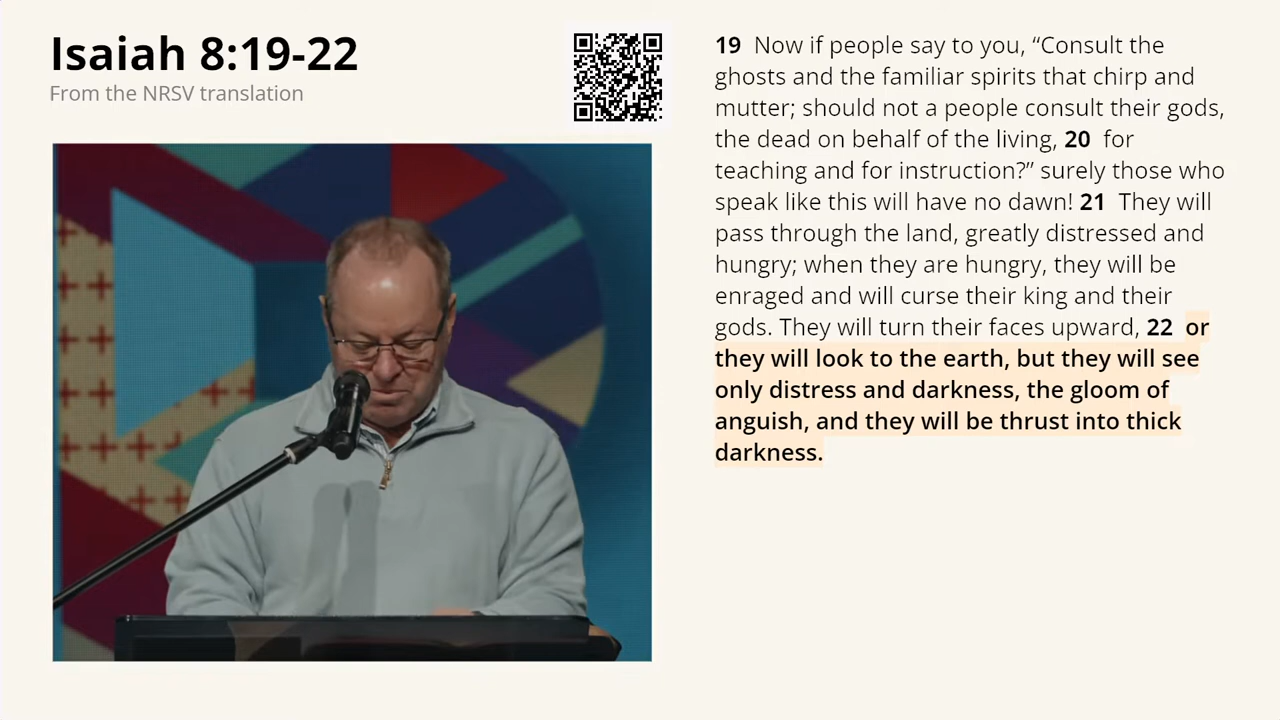 Isaiah 8:19-22
From the NRSV translation
19 Now if people say to you, “Consult the
ghosts and the familiar spirits that chirp and
mutter; should not a people consult their gods,
the dead on behalf of the living, 20 for
teaching and for instruction?” surely those who
speak like this will have no dawn! 21 They will
pass through the land, greatly distressed and
hungry; when they are hungry, they will be
enraged and will curse their king and their
gods. They will turn their faces upward, 22 or
they will look to the earth, but they will see
only distress and darkness, the gloom of
anguish, and they will be thrust into thick
darkness.